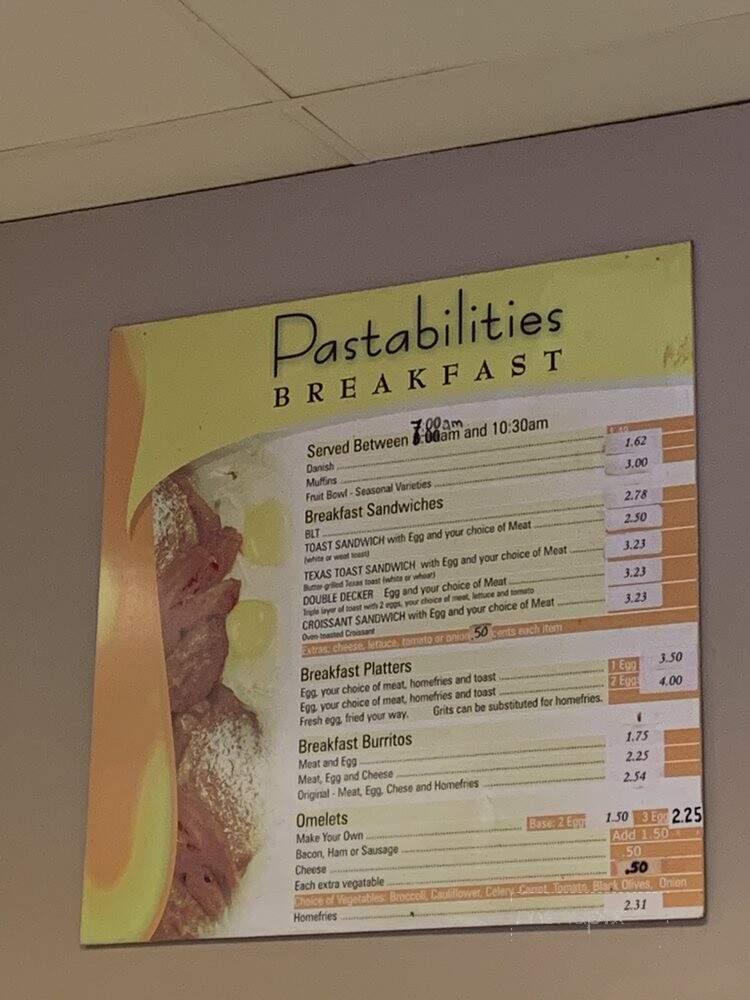 Pastabilities
BREAKFAST
7:00am
Served Between 8:00am and 10:30am
Danish 1.62
Muffins 3.00
Fruit Bowl - Seasonal Varieties
Breakfast Sandwiches
BLT 2.78
TOAST SANDWICH with Egg and your choice of Meat 2.50
(white or wheat toast)
TEXAS TOAST SANDWICH with Egg and your choice of Meat 3.23
Butter grilled Texas toast (white or wheat)
DOUBLE DECKER Egg and your choice of Meat 3.23
Triple layer of toast with 2 eggs, your choice of meat, lettuce and tomato
CROISSANT SANDWICH with Egg and your choice of Meat 3.23
Oven-toasted Croissant
Extras: cheese, lettuce, tomato or onion 50 cents each item
Breakfast Platters
Egg, your choice of meat, homefries and toast 1 Egg 3.50
Egg, your choice of meat, homefries and toast 2 Eggs 4.00
Fresh egg, fried your way. Grits can be substituted for homefries.
Breakfast Burritos
Meat and Egg 1.75
Meat, Egg and Cheese 2.25
Original - Meat, Egg, Chese and Homefries 2.54
Omelets
Make Your Own Base: 2 Egg 1.50 3 Egg 2.25
Bacon, Ham or Sausage Add 1.50
Cheese .50
Each extra vegatable .50
Choice of Vegetables: Broccoli, Cauliflower, Celery, Carrot, Tomato, Black Olives, Onion
Homefries 2.31